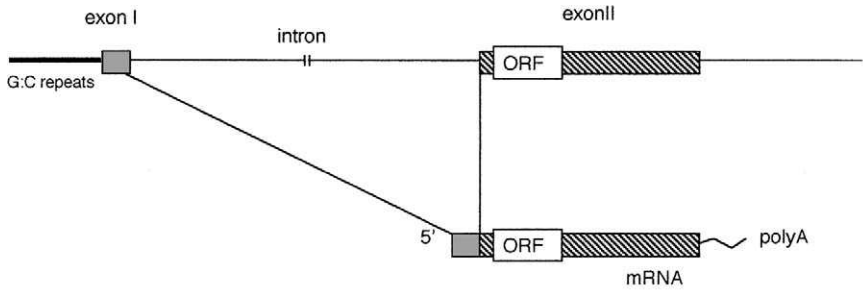 exon I
intron
exonII
ORF
G:C repeats
5'
ORF
polyA
mRNA